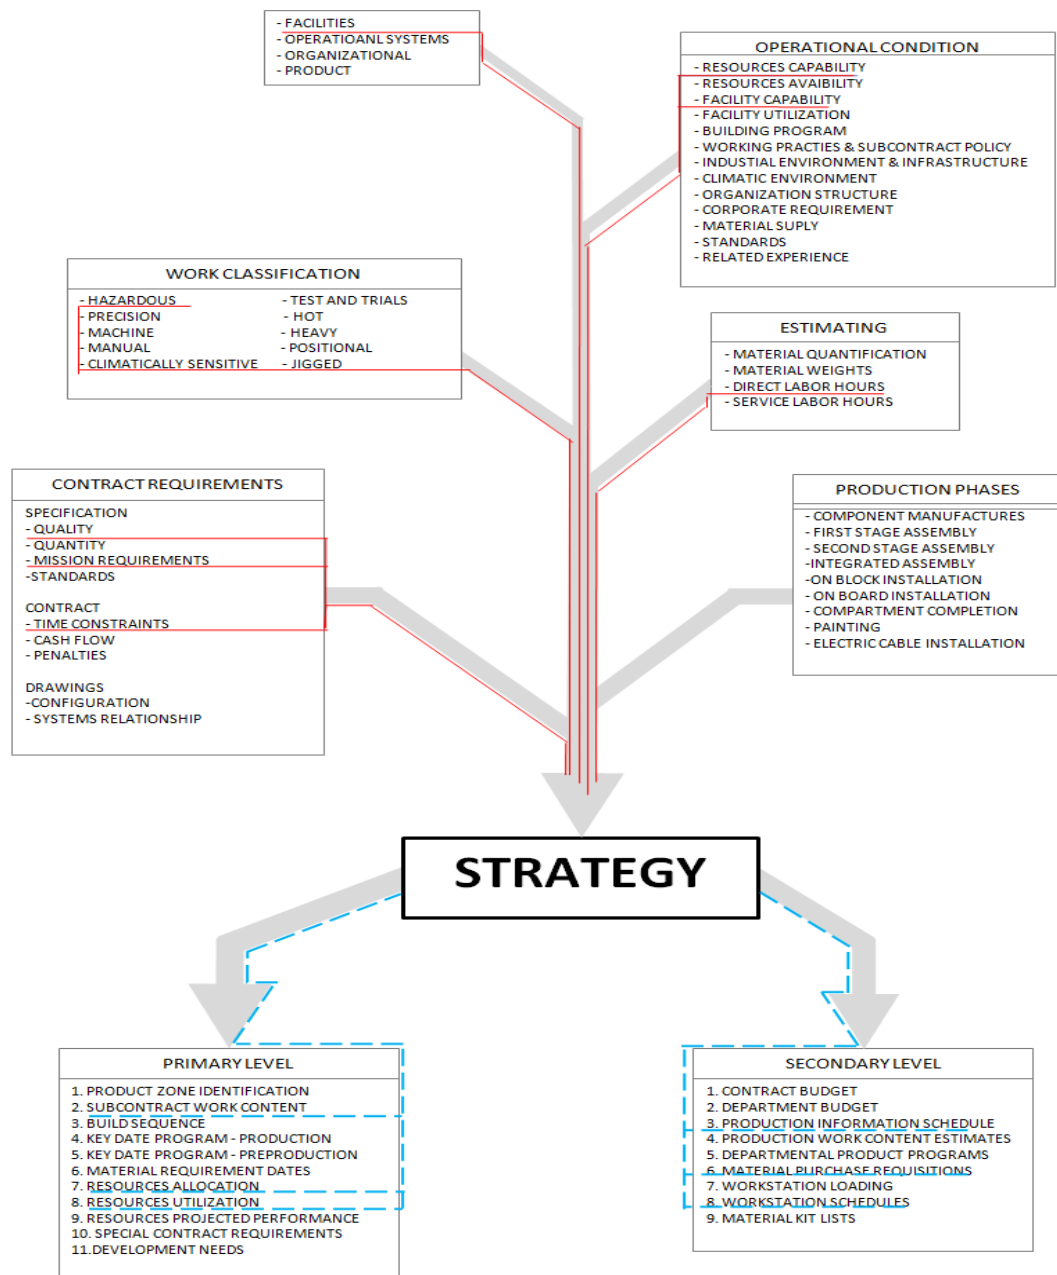 - FACILITIES
- OPERATIOANL SYSTEMS
- ORGANIZATIONAL
- PRODUCT
OPERATIONAL CONDITION
- RESOURCES CAPABILITY
- RESOURCES AVAIBILITY
- FACILITY CAPABILITY
- FACILITY UTILIZATION
- BUILDING PROGRAM
- WORKING PRACTIES & SUBCONTRACT POLICY
- INDUSTIAL ENVIRONMENT & INFRASTRUCTURE
- CLIMATIC ENVIRONMENT
- ORGANIZATION STRUCTURE
- CORPORATE REQUIREMENT
- MATERIAL SUPLY
- STANDARDS
- RELATED EXPERIENCE
WORK CLASSIFICATION
- HAZARDOUS
- PRECISION
- MACHINE
- MANUAL
- CLIMATICALLY SENSITIVE
- TEST AND TRIALS
- HOT
- HEAVY
- POSITIONAL
- JIGGED
ESTIMATING
- MATERIAL QUANTIFICATION
- MATERIAL WEIGHTS
- DIRECT LABOR HOURS
- SERVICE LABOR HOURS
CONTRACT REQUIREMENTS
SPECIFICATION
- QUALITY
- QUANTITY
- MISSION REQUIREMENTS
-STANDARDS
CONTRACT
- TIME CONSTRAINTS
- CASH FLOW
- PENALTIES
DRAWINGS
-CONFIGURATION
- SYSTEMS RELATIONSHIP
PRODUCTION PHASES
- COMPONENT MANUFACTURES
- FIRST STAGE ASSEMBLY
- SECOND STAGE ASSEMBLY
-INTEGRATED ASSEMBLY
-ON BLOCK INSTALLATION
- ON BOARD INSTALLATION
- COMPARTMENT COMPLETION
- PAINTING
- ELECTRIC CABLE INSTALLATION
STRATEGY
PRIMARY LEVEL
1. PRODUCT ZONE IDENTIFICATION
2. SUBCONTRACT WORK CONTENT
3. BUILD SEQUENCE
4. KEY DATE PROGRAM - PRODUCTION
5. KEY DATE PROGRAM - PREPRODUCTION
6. MATERIAL REQUIREMENT DATES
7. RESOURCES ALLOCATION
8. RESOURCES UTILIZATION
9. RESOURCES PROJECTED PERFORMANCE
10. SPECIAL CONTRACT REQUIREMENTS
11.DEVELOPMENT NEEDS
SECONDARY LEVEL
1. CONTRACT BUDGET
2. DEPARTMENT BUDGET
3. PRODUCTION INFORMATION SCHEDULE
4. PRODUCTION WORK CONTENT ESTIMATES
5. DEPARTMENTAL PRODUCT PROGRAMS
6. MATERIAL PURCHASE REQUISITIONS
7. WORKSTATION LOADING
8. WORKSTATION SCHEDULES
9. MATERIAL KIT LISTS